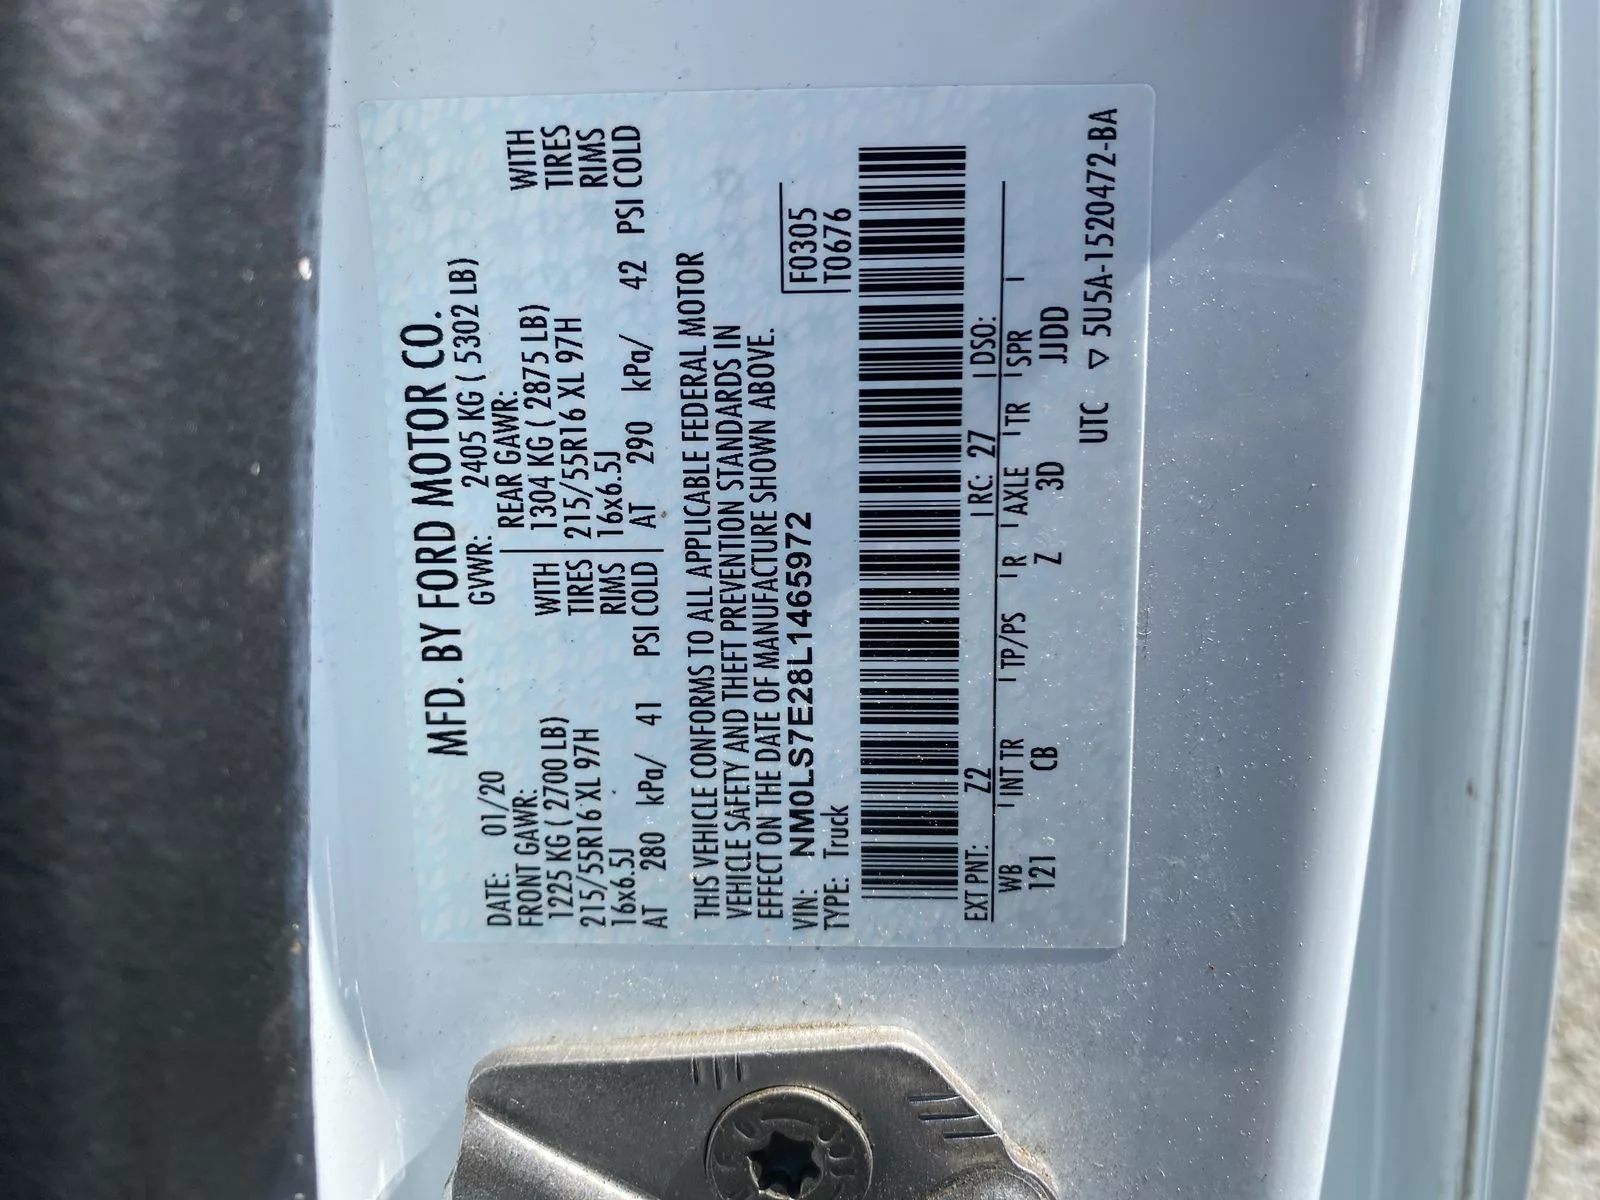 MFD. BY FORD MOTOR CO.
DATE: 01/20 GVWR: 2405 KG ( 5302 LB)
FRONT GAWR: REAR GAWR:
1225 KG ( 2700 LB) WITH 1304 KG ( 2875 LB) WITH
215/55R16 XL 97H TIRES 215/55R16 XL 97H TIRES
16x6.5J RIMS 16x6.5J RIMS
AT 280 kPa/ 41 PSI COLD AT 290 kPa/ 42 PSI COLD
THIS VEHICLE CONFORMS TO ALL APPLICABLE FEDERAL MOTOR
VEHICLE SAFETY AND THEFT PREVENTION STANDARDS IN
EFFECT ON THE DATE OF MANUFACTURE SHOWN ABOVE.
VIN: NM0LS7E28L1465972 F0305
TYPE: Truck T0676
EXT PNT: Z2 RC: 27 DSO:
WB INT TR TP/PS R AXLE TR SPR
121 CB Z 3D JJDD
UTC ▽ 5U5A-1520472-BA